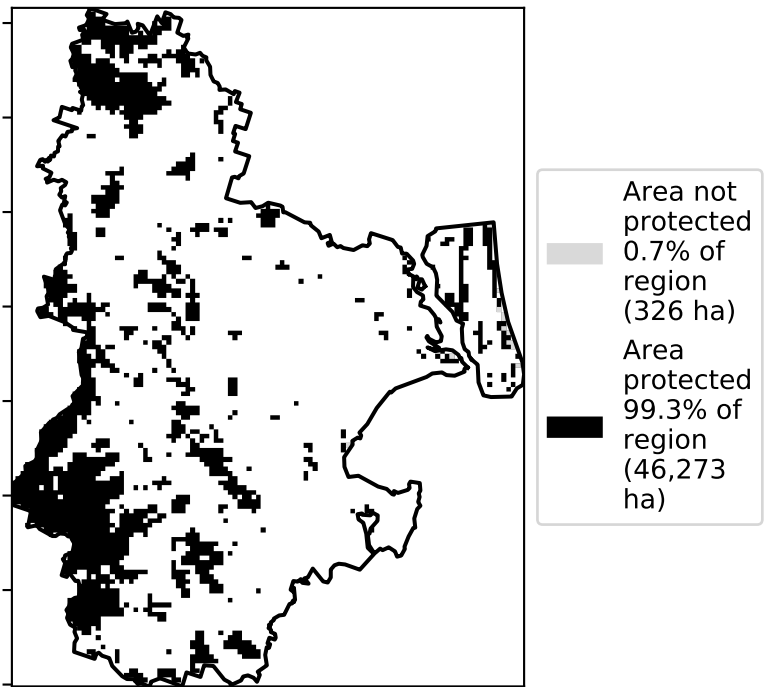 Area not
protected
0.7% of
region
(326 ha)
Area
protected
99.3% of
region
(46,273
ha)